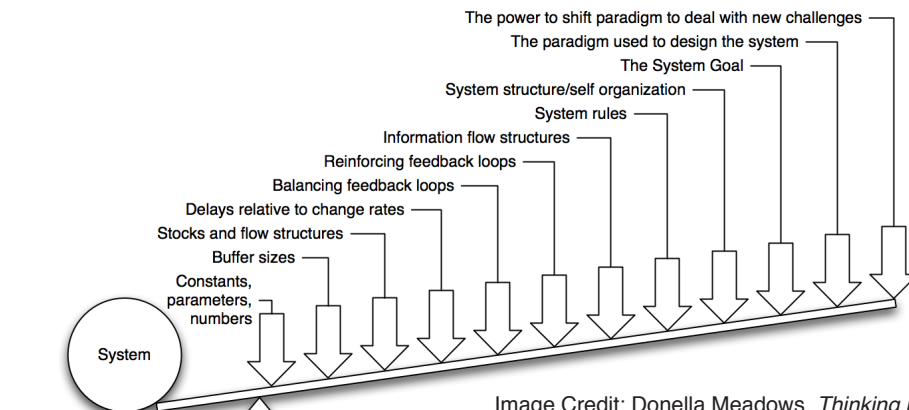 The power to shift paradigm to deal with new challenges
The paradigm used to design the system
The System Goal
System structure/self organization
System rules
Information flow structures
Reinforcing feedback loops
Balancing feedback loops
Delays relative to change rates
Stocks and flow structures
Buffer sizes
Constants,
parameters,
numbers
System
Image Credit: Donella Meadows, Thinking